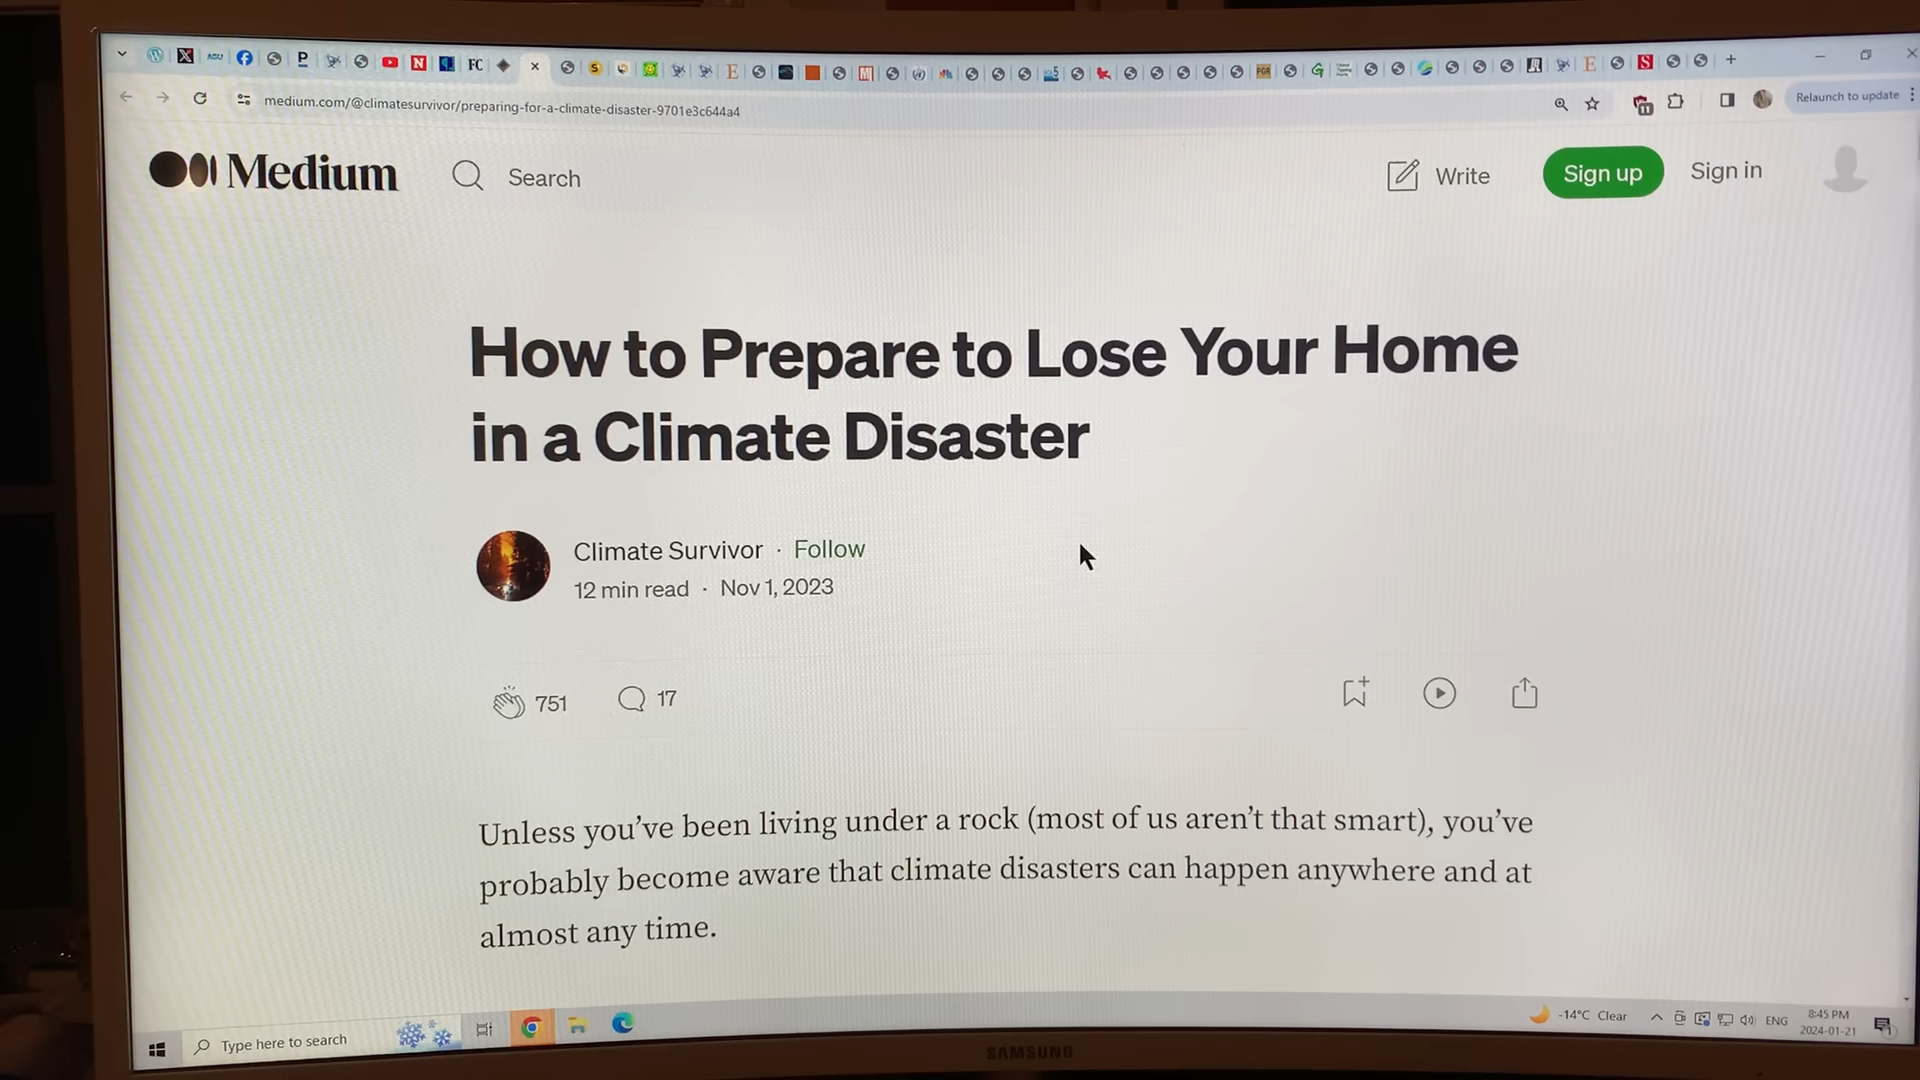 P
N
FC
S
E
M
PGR
G
E
S
medium.com/@climatesurvivor/preparing-for-a-climate-disaster-9701e3c644a4
11
Relaunch to update
Medium
Search
Write
Sign up
Sign in
How to Prepare to Lose Your Home
in a Climate Disaster
Climate Survivor · Follow
12 min read · Nov 1, 2023
751
17
Unless you've been living under a rock (most of us aren't that smart), you've
probably become aware that climate disasters can happen anywhere and at
almost any time.
Type here to search
-14°C Clear
ENG
8:45 PM
2024-01-21
1
SAMSUNG